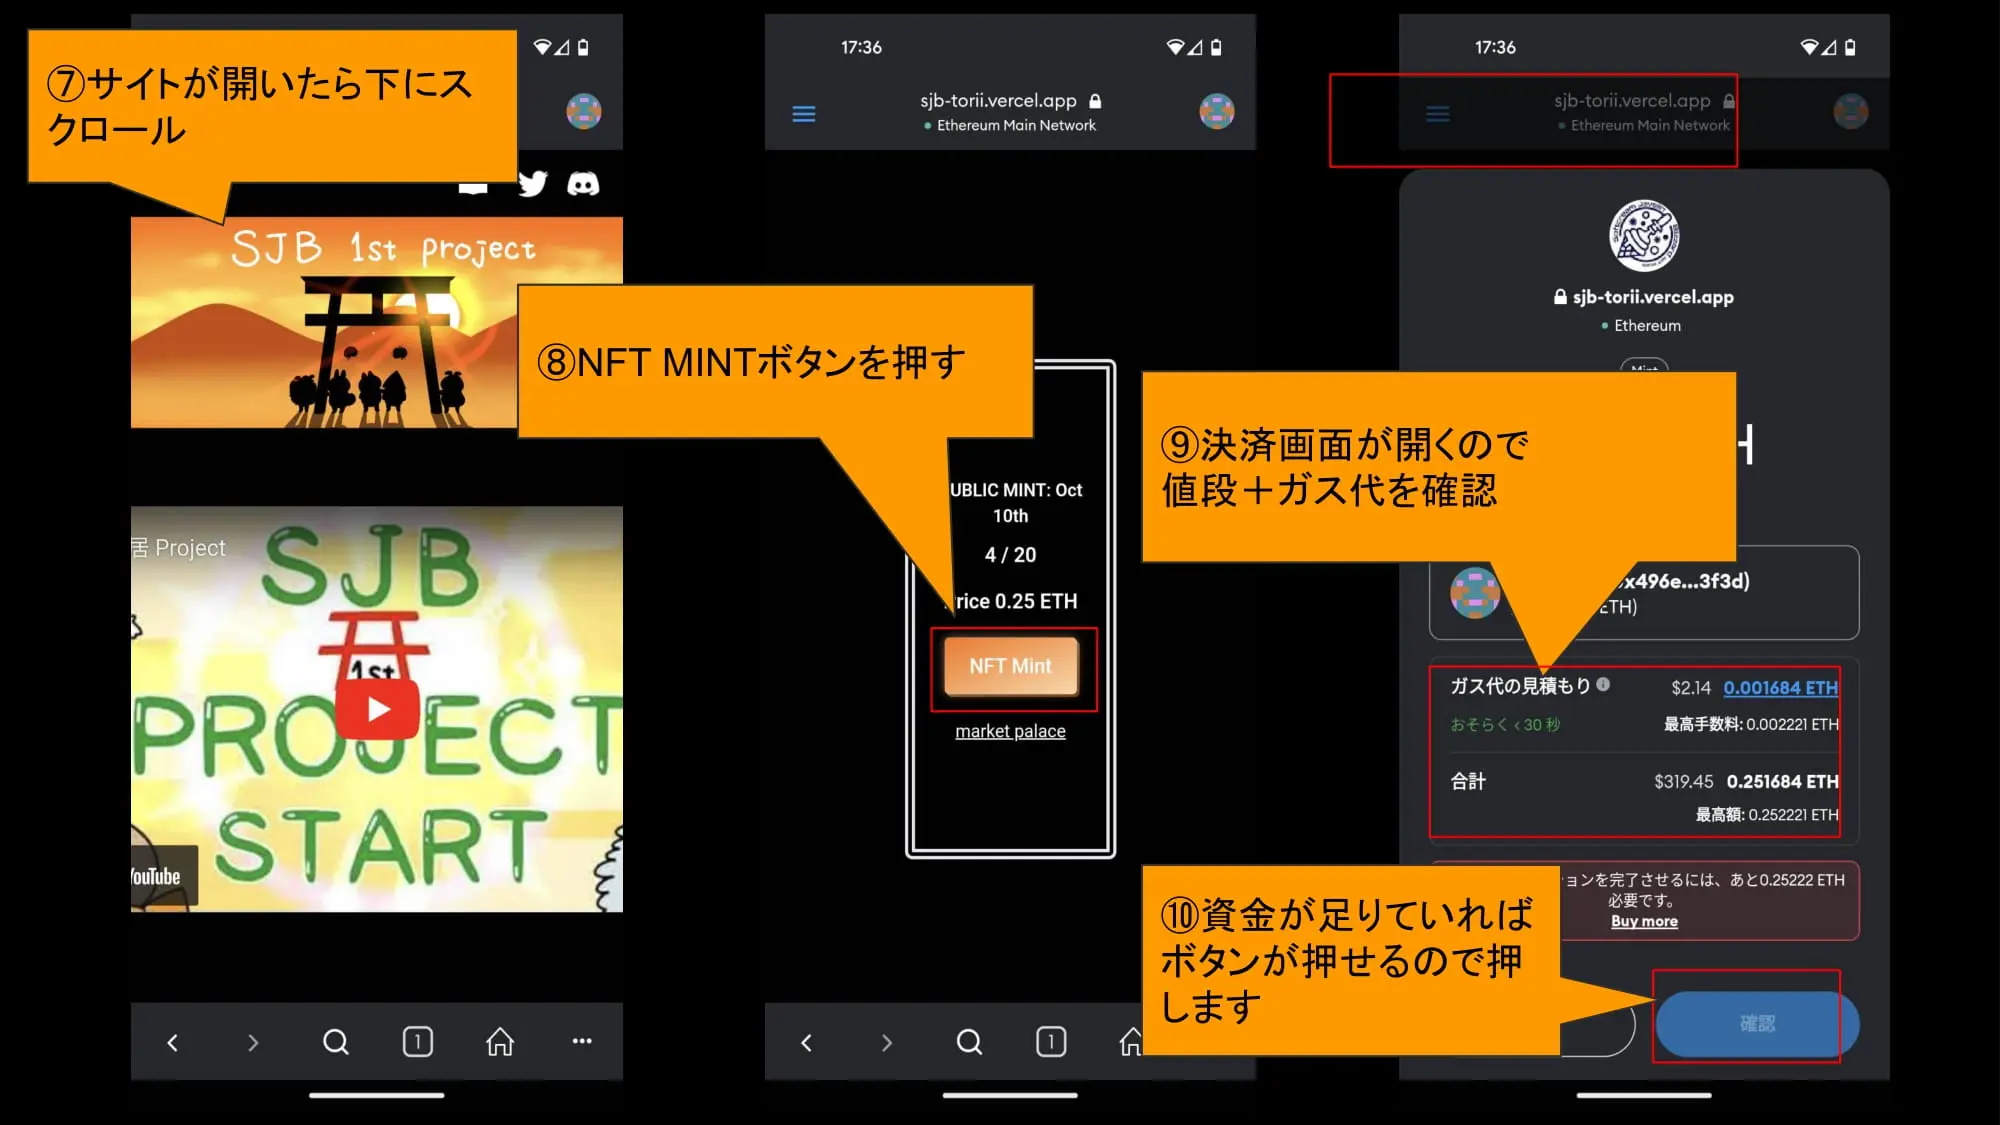 ⑦サイトが開いたら下にス
クロール
SJB 1st project
居 Project
SJB
1st
PROJECT
START
YouTube
1
17:36
sjb-torii.vercel.app
Ethereum Main Network
⑧NFT MINTボタンを押す
UBLIC MINT: Oct
10th
4 / 20
rice 0.25 ETH
NFT Mint
market palace
1
17:36
sjb-torii.vercel.app
Ethereum Main Network
sjb-torii.vercel.app
Ethereum
Mint
H
⑨決済画面が開くので
値段＋ガス代を確認
x496e...3f3d)
ETH)
ガス代の見積もり $2.14 0.001684 ETH
おそらく < 30 秒 最高手数料: 0.002221 ETH
合計 $319.45 0.251684 ETH
最高額: 0.252221 ETH
ョンを完了させるには、あと0.25222 ETH
必要です。
Buy more
⑩資金が足りていれば
ボタンが押せるので押
します
確認